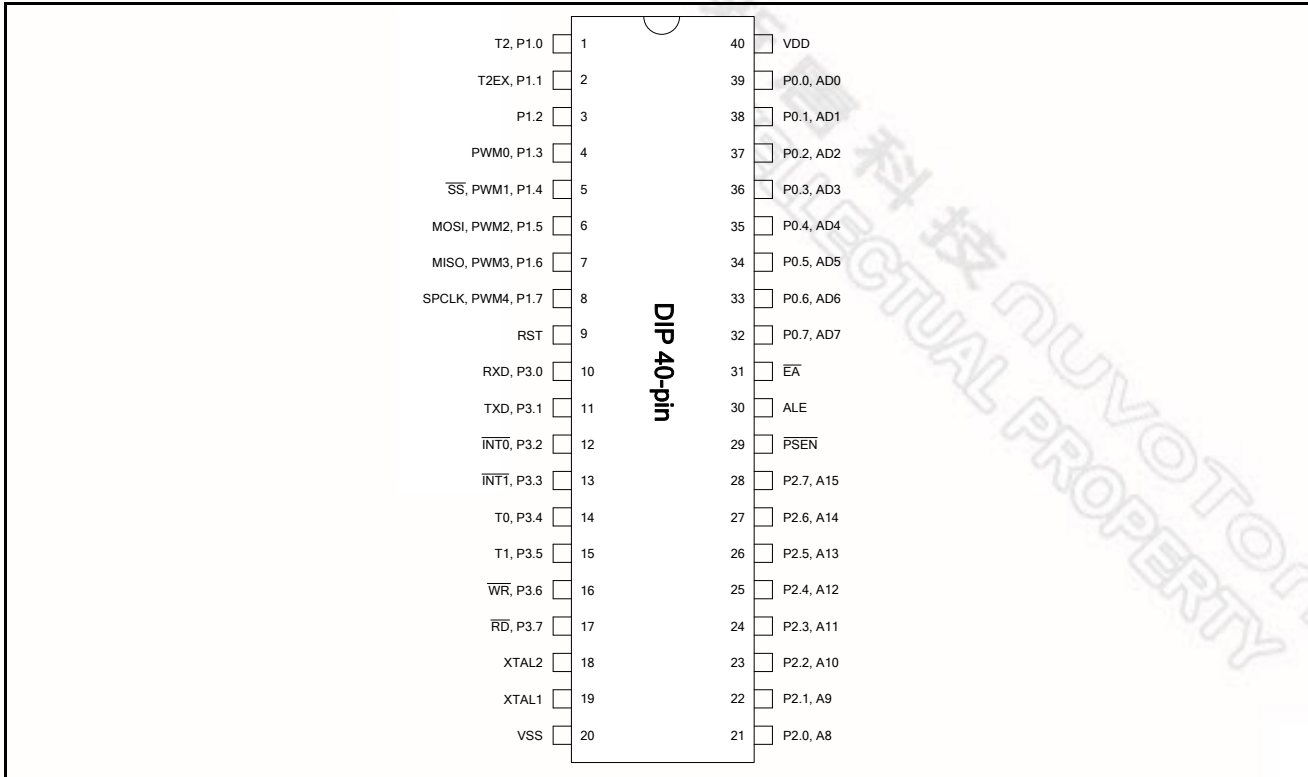 T2, P1.0 1 40 VDD
T2EX, P1.1 2 39 P0.0, AD0
P1.2 3 38 P0.1, AD1
PWM0, P1.3 4 37 P0.2, AD2
S̅S̅, PWM1, P1.4 5 36 P0.3, AD3
MOSI, PWM2, P1.5 6 35 P0.4, AD4
MISO, PWM3, P1.6 7 34 P0.5, AD5
SPCLK, PWM4, P1.7 8 33 P0.6, AD6
RST 9 32 P0.7, AD7
RXD, P3.0 10 31 E̅A̅
TXD, P3.1 11 30 ALE
I̅N̅T̅0̅, P3.2 12 29 P̅S̅E̅N̅
I̅N̅T̅1̅, P3.3 13 28 P2.7, A15
T0, P3.4 14 27 P2.6, A14
T1, P3.5 15 26 P2.5, A13
W̅R̅, P3.6 16 25 P2.4, A12
R̅D̅, P3.7 17 24 P2.3, A11
XTAL2 18 23 P2.2, A10
XTAL1 19 22 P2.1, A9
VSS 20 21 P2.0, A8
DIP 40-pin
科技 nuvoTon
PROPERTY